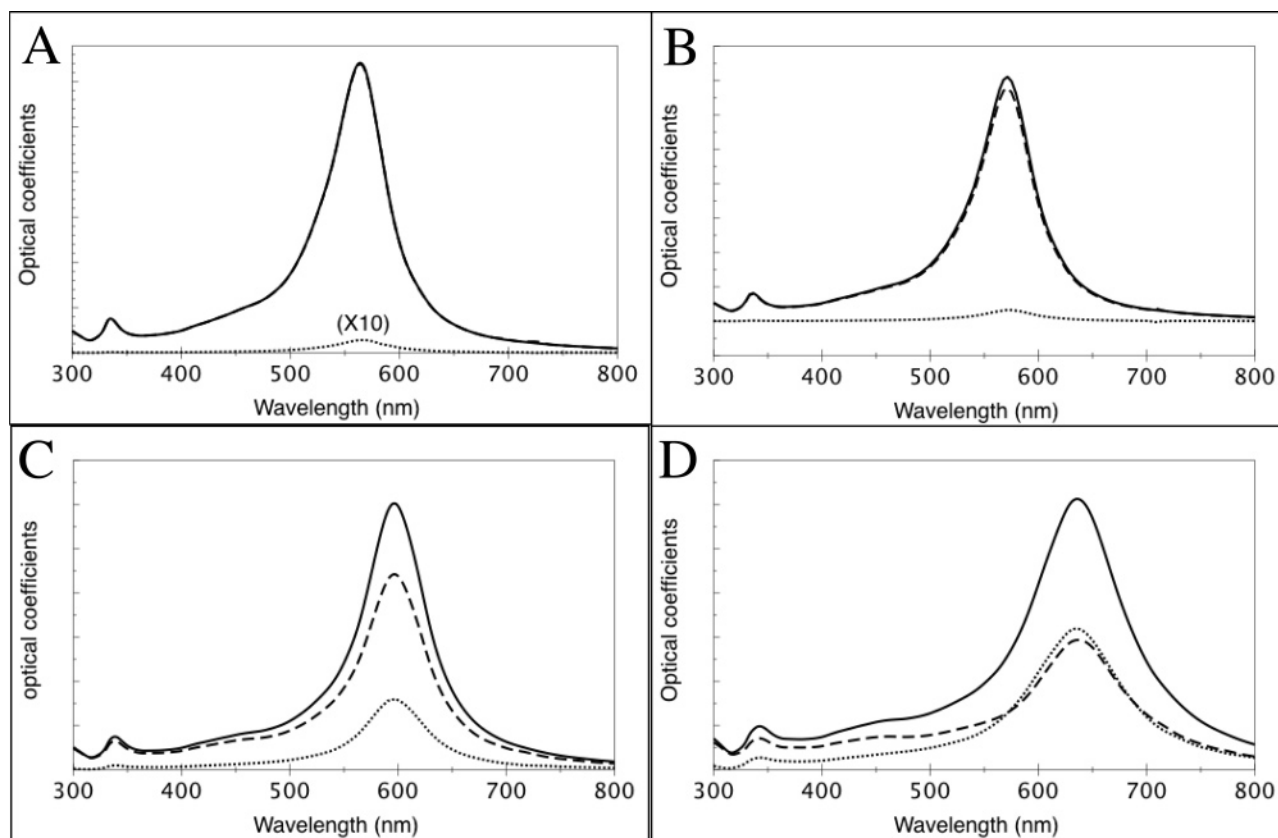 A
Optical coefficients
(X10)
300 400 500 600 700 800
Wavelength (nm)
B
Optical coefficients
300 400 500 600 700 800
Wavelength (nm)
C
optical coefficients
300 400 500 600 700 800
Wavelength (nm)
D
Optical coefficients
300 400 500 600 700 800
Wavelength (nm)